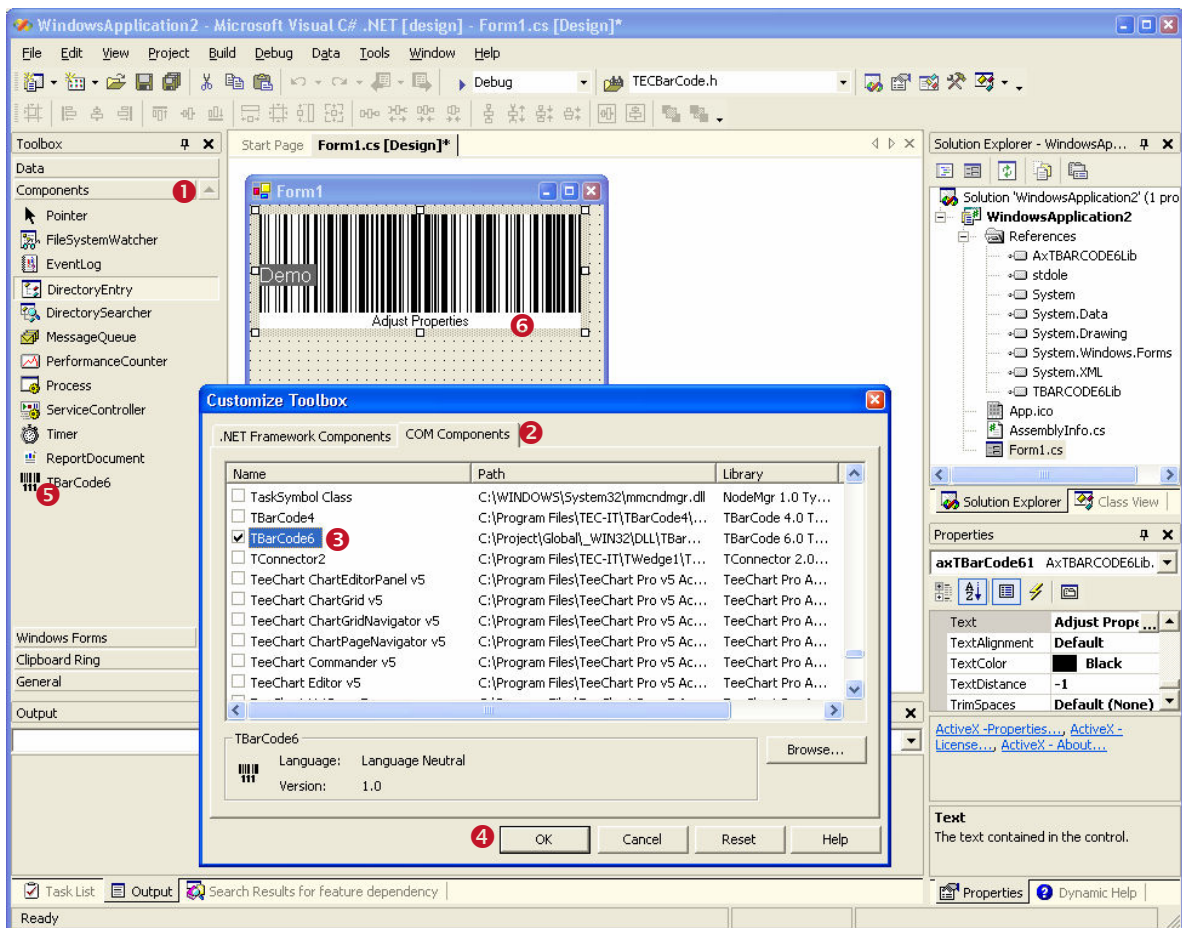 WindowsApplication2 - Microsoft Visual C# .NET [design] - Form1.cs [Design]*
File Edit View Project Build Debug Data Tools Window Help
Debug TECBarCode.h
Toolbox
Data
Components
1
Pointer
FileSystemWatcher
EventLog
DirectoryEntry
DirectorySearcher
MessageQueue
PerformanceCounter
Process
ServiceController
Timer
ReportDocument
TBarCode6
5
Windows Forms
Clipboard Ring
General
Start Page Form1.cs [Design]*
Form1
Demo
Adjust Properties
6
Customize Toolbox
.NET Framework Components COM Components 2
Name Path Library
TaskSymbol Class C:\WINDOWS\System32\mmcndmgr.dll NodeMgr 1.0 Ty...
TBarCode4 C:\Program Files\TEC-IT\TBarCode4\... TBarCode 4.0 T...
TBarCode6 3 C:\Project\Global\_WIN32\DLL\TBar... TBarCode 6.0 T...
TConnector2 C:\Program Files\TEC-IT\TWedge1\T... TConnector 2.0...
TeeChart ChartEditorPanel v5 C:\Program Files\TeeChart Pro v5 Ac... TeeChart Pro A...
TeeChart ChartGrid v5 C:\Program Files\TeeChart Pro v5 Ac... TeeChart Pro A...
TeeChart ChartGridNavigator v5 C:\Program Files\TeeChart Pro v5 Ac... TeeChart Pro A...
TeeChart ChartPageNavigator v5 C:\Program Files\TeeChart Pro v5 Ac... TeeChart Pro A...
TeeChart Commander v5 C:\Program Files\TeeChart Pro v5 Ac... TeeChart Pro A...
TeeChart Editor v5 C:\Program Files\TeeChart Pro v5 Ac... TeeChart Pro A...
TBarCode6
Language: Language Neutral
Version: 1.0
Browse...
4 OK Cancel Reset Help
Solution Explorer - WindowsAp...
Solution 'WindowsApplication2' (1 pro
WindowsApplication2
References
AxTBARCODE6Lib
stdole
System
System.Data
System.Drawing
System.Windows.Forms
System.XML
TBARCODE6Lib
App.ico
AssemblyInfo.cs
Form1.cs
Solution Explorer Class View
Properties
axTBarCode61 AxTBARCODE6Lib.
Text Adjust Prope ...
TextAlignment Default
TextColor Black
TextDistance -1
TrimSpaces Default (None)
ActiveX -Properties..., ActiveX -
License..., ActiveX - About...
Text
The text contained in the control.
Properties Dynamic Help
Output
Task List Output Search Results for feature dependency
Ready